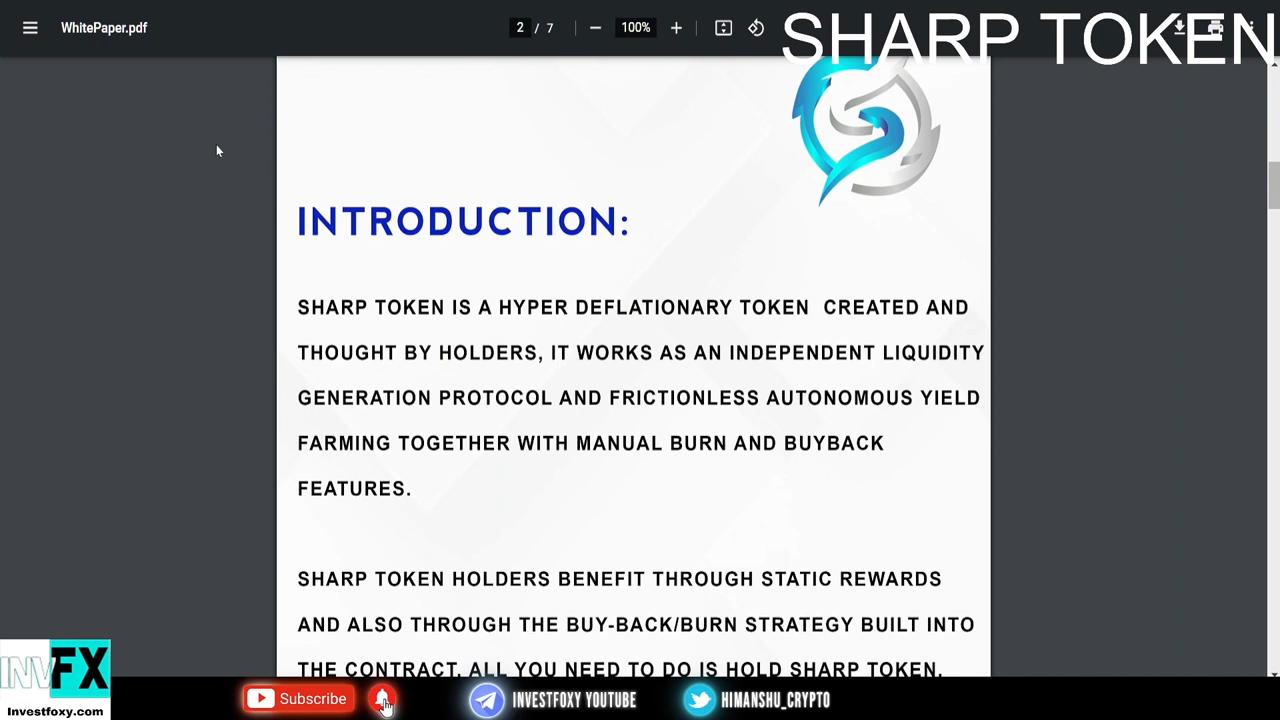 WhitePaper.pdf
2 / 7
100%
SHARP TOKEN
INTRODUCTION:
SHARP TOKEN IS A HYPER DEFLATIONARY TOKEN CREATED AND
THOUGHT BY HOLDERS, IT WORKS AS AN INDEPENDENT LIQUIDITY
GENERATION PROTOCOL AND FRICTIONLESS AUTONOMOUS YIELD
FARMING TOGETHER WITH MANUAL BURN AND BUYBACK
FEATURES.
SHARP TOKEN HOLDERS BENEFIT THROUGH STATIC REWARDS
AND ALSO THROUGH THE BUY-BACK/BURN STRATEGY BUILT INTO
THE CONTRACT. ALL YOU NEED TO DO IS HOLD SHARP TOKEN.
INVFX
Investfoxy.com
Subscribe
INVESTFOXY YOUTUBE
HIMANSHU_CRYPTO